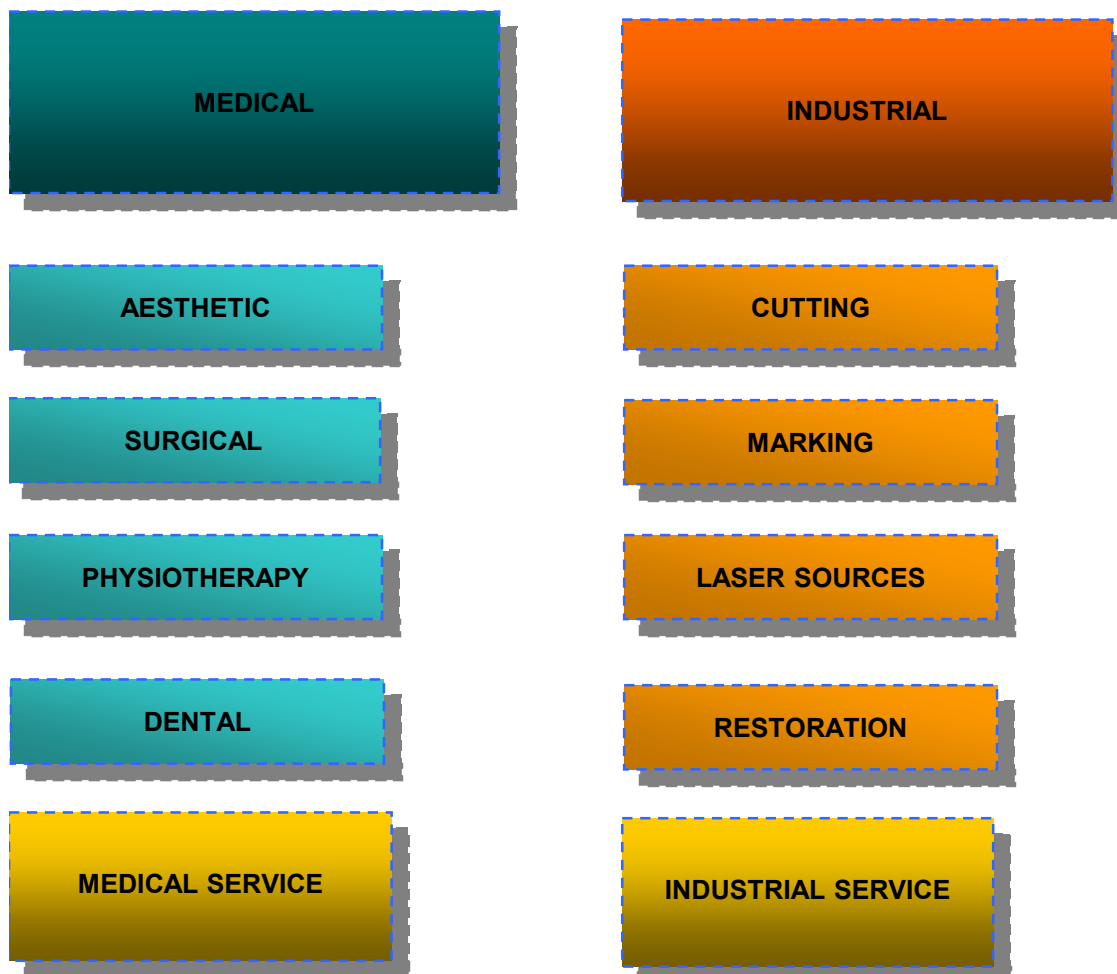 MEDICAL
INDUSTRIAL
AESTHETIC
CUTTING
SURGICAL
MARKING
PHYSIOTHERAPY
LASER SOURCES
DENTAL
RESTORATION
MEDICAL SERVICE
INDUSTRIAL SERVICE